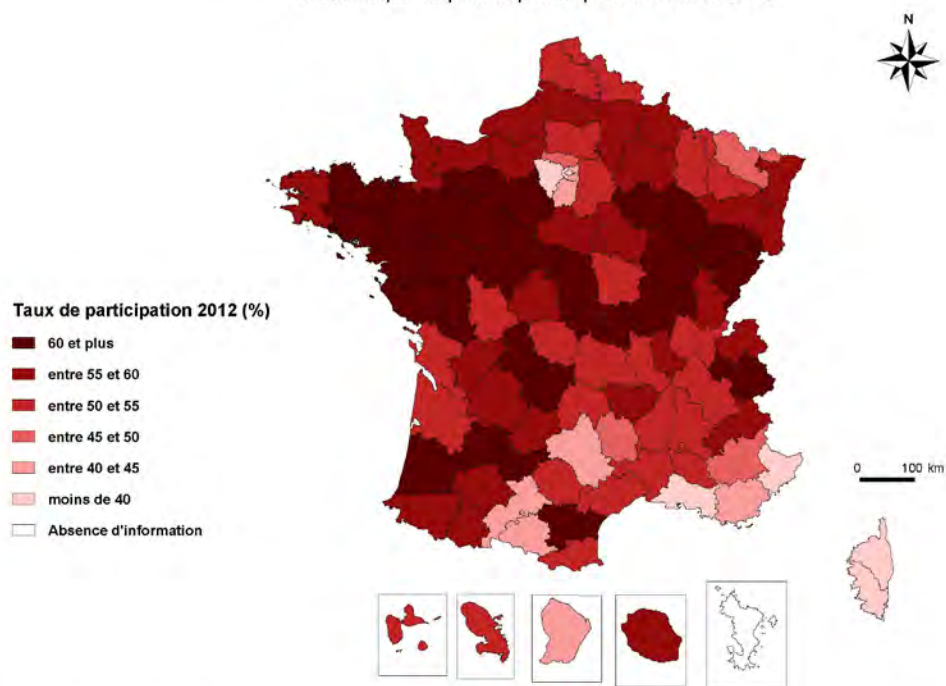 N
Taux de participation 2012 (%)
60 et plus
entre 55 et 60
entre 50 et 55
entre 45 et 50
entre 40 et 45
moins de 40
Absence d'information
0 100 km